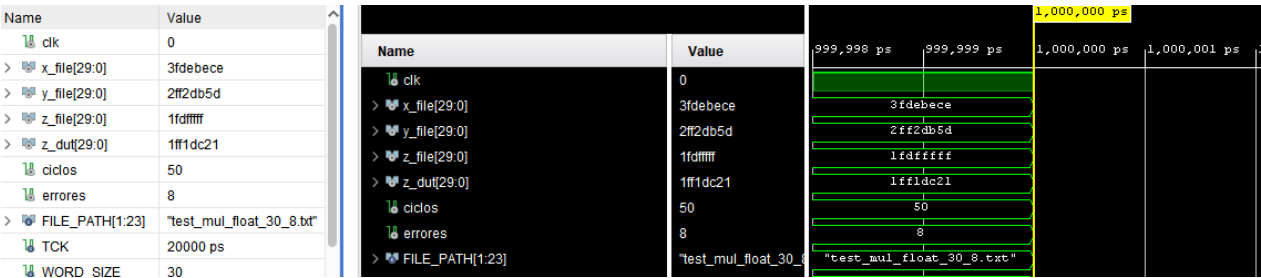 Name Value
clk 0
x_file[29:0] 3fdebece
y_file[29:0] 2ff2db5d
z_file[29:0] 1fdfffff
z_dut[29:0] 1ff1dc21
ciclos 50
errores 8
FILE_PATH[1:23] "test_mul_float_30_8.txt"
TCK 20000 ps
WORD_SIZE 30
1,000,000 ps
Name Value 999,998 ps 999,999 ps 1,000,000 ps 1,000,001 ps
clk 0
x_file[29:0] 3fdebece 3fdebece
y_file[29:0] 2ff2db5d 2ff2db5d
z_file[29:0] 1fdfffff 1fdfffff
z_dut[29:0] 1ff1dc21 1ff1dc21
ciclos 50 50
errores 8 8
FILE_PATH[1:23] "test_mul_float_30_8 "test_mul_float_30_8.txt"